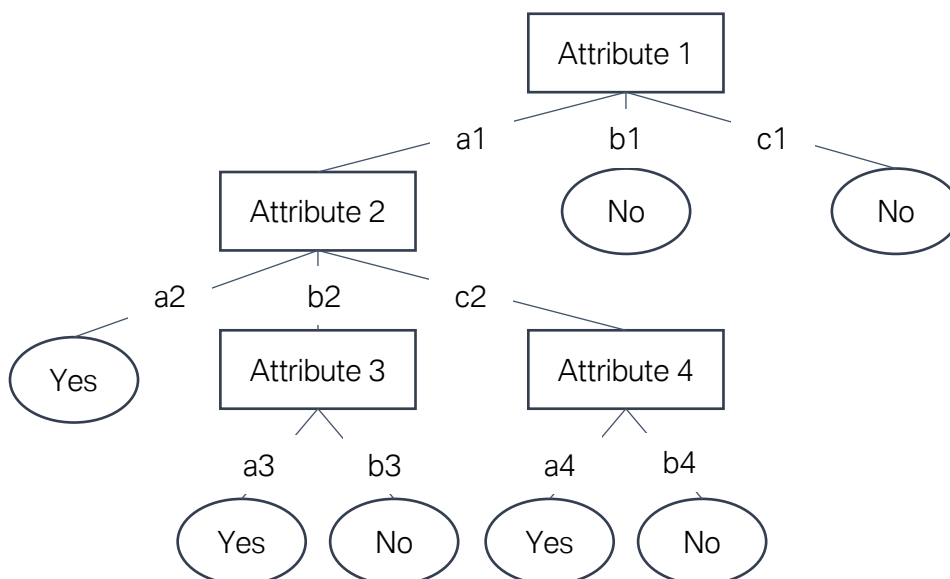 Attribute 1
a1 b1 c1
Attribute 2 No No
a2 b2 c2
Yes Attribute 3 Attribute 4
a3 b3 a4 b4
Yes No Yes No